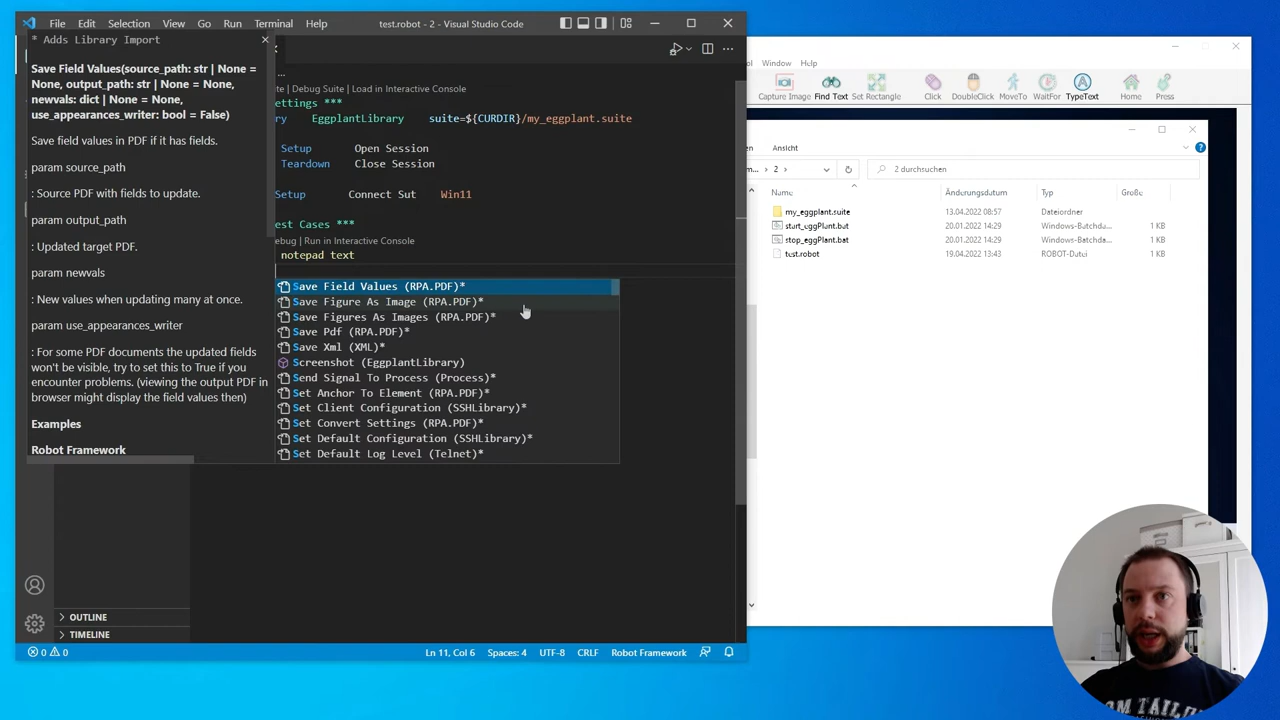 File Edit Selection View Go Run Terminal Help
test.robot - 2 - Visual Studio Code
* Adds Library Import
Save Field Values(source_path: str | None =
None, output_path: str | None = None,
newvals: dict | None = None,
use_appearances_writer: bool = False)
Save field values in PDF if it has fields.
param source_path
: Source PDF with fields to update.
param output_path
: Updated target PDF.
param newvals
: New values when updating many at once.
param use_appearances_writer
: For some PDF documents the updated fields
won't be visible, try to set this to True if you
encounter problems. (viewing the output PDF in
browser might display the field values then)
Examples
Robot Framework
| Debug Suite | Load in Interactive Console
ettings ***
ry EggplantLibrary suite=${CURDIR}/my_eggplant.suite
Setup Open Session
Teardown Close Session
Setup Connect Sut Win11
est Cases ***
ebug | Run in Interactive Console
notepad text
Save Field Values (RPA.PDF)*
Save Figure As Image (RPA.PDF)*
Save Figures As Images (RPA.PDF)*
Save Pdf (RPA.PDF)*
Save Xml (XML)*
Screenshot (EggplantLibrary)
Send Signal To Process (Process)*
Set Anchor To Element (RPA.PDF)*
Set Client Configuration (SSHLibrary)*
Set Convert Settings (RPA.PDF)*
Set Default Configuration (SSHLibrary)*
Set Default Log Level (Telnet)*
OUTLINE
TIMELINE
0 0
Ln 11, Col 6 Spaces: 4 UTF-8 CRLF Robot Framework
Window Help
Capture Image Find Text Set Rectangle Click DoubleClick MoveTo WaitFor TypeText Home Press
Ansicht
2
2 durchsuchen
Name Änderungsdatum Typ Größe
my_eggplant.suite 13.04.2022 08:57 Dateiordner
start_eggPlant.bat 20.01.2022 14:29 Windows-Batchda... 1 KB
stop_eggPlant.bat 20.01.2022 14:29 Windows-Batchda... 1 KB
test.robot 19.04.2022 13:43 ROBOT-Datei 1 KB
TOM TAILOR